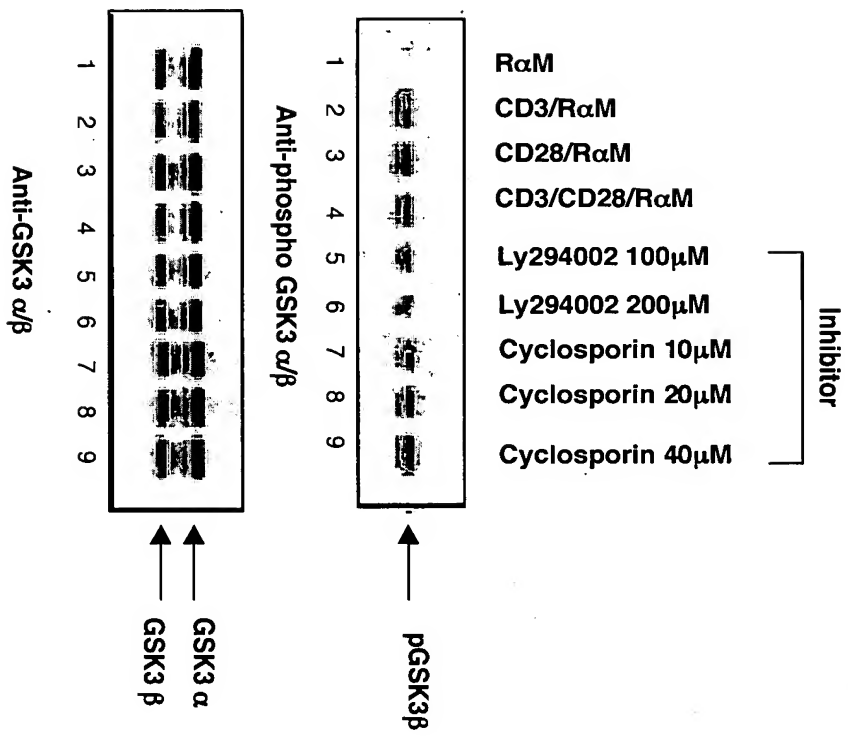 RαM
CD3/RαM
CD28/RαM
CD3/CD28/RαM
Ly294002 100μM
Ly294002 200μM
Cyclosporin 10μM
Cyclosporin 20μM
Cyclosporin 40μM
Inhibitor
1 2 3 4 5 6 7 8 9
pGSK3β
Anti-phospho GSK3 α/β
1 2 3 4 5 6 7 8 9
GSK3 α
GSK3 β
Anti-GSK3 α/β